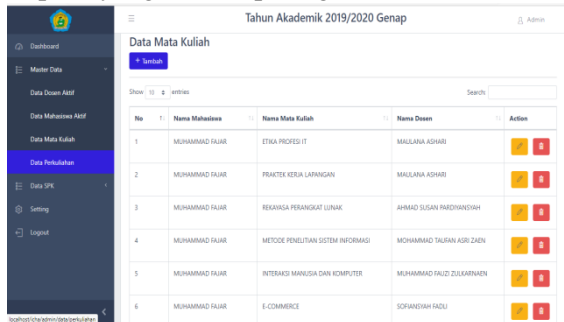 Tahun Akademik 2019/2020 Genap
Admin
Dashboard
Master Data
Data Dosen Aktif
Data Mahasiswa Aktif
Data Mata Kuliah
Data Perkuliahan
Data SPK
Setting
Logout
localhost/icha/admin/data/perkuliahan
Data Mata Kuliah
+ Tambah
Show 10 entries
Search:
No Nama Mahasiswa Nama Mata Kuliah Nama Dosen Action
1 MUHAMMAD FAJAR ETIKA PROFESI IT MAULANA ASHARI
2 MUHAMMAD FAJAR PRAKTEK KERJA LAPANGAN MAULANA ASHARI
3 MUHAMMAD FAJAR REKAYASA PERANGKAT LUNAK AHMAD SUSAN PARDIYANSYAH
4 MUHAMMAD FAJAR METODE PENELITIAN SISTEM INFORMASI MOHAMMAD TAUFAN ASRI ZAEN
5 MUHAMMAD FAJAR INTERAKSI MANUSIA DAN KOMPUTER MUHAMMAD FAUZI ZULKARNAEN
6 MUHAMMAD FAJAR E-COMMERCE SOFIANSYAH FADLI